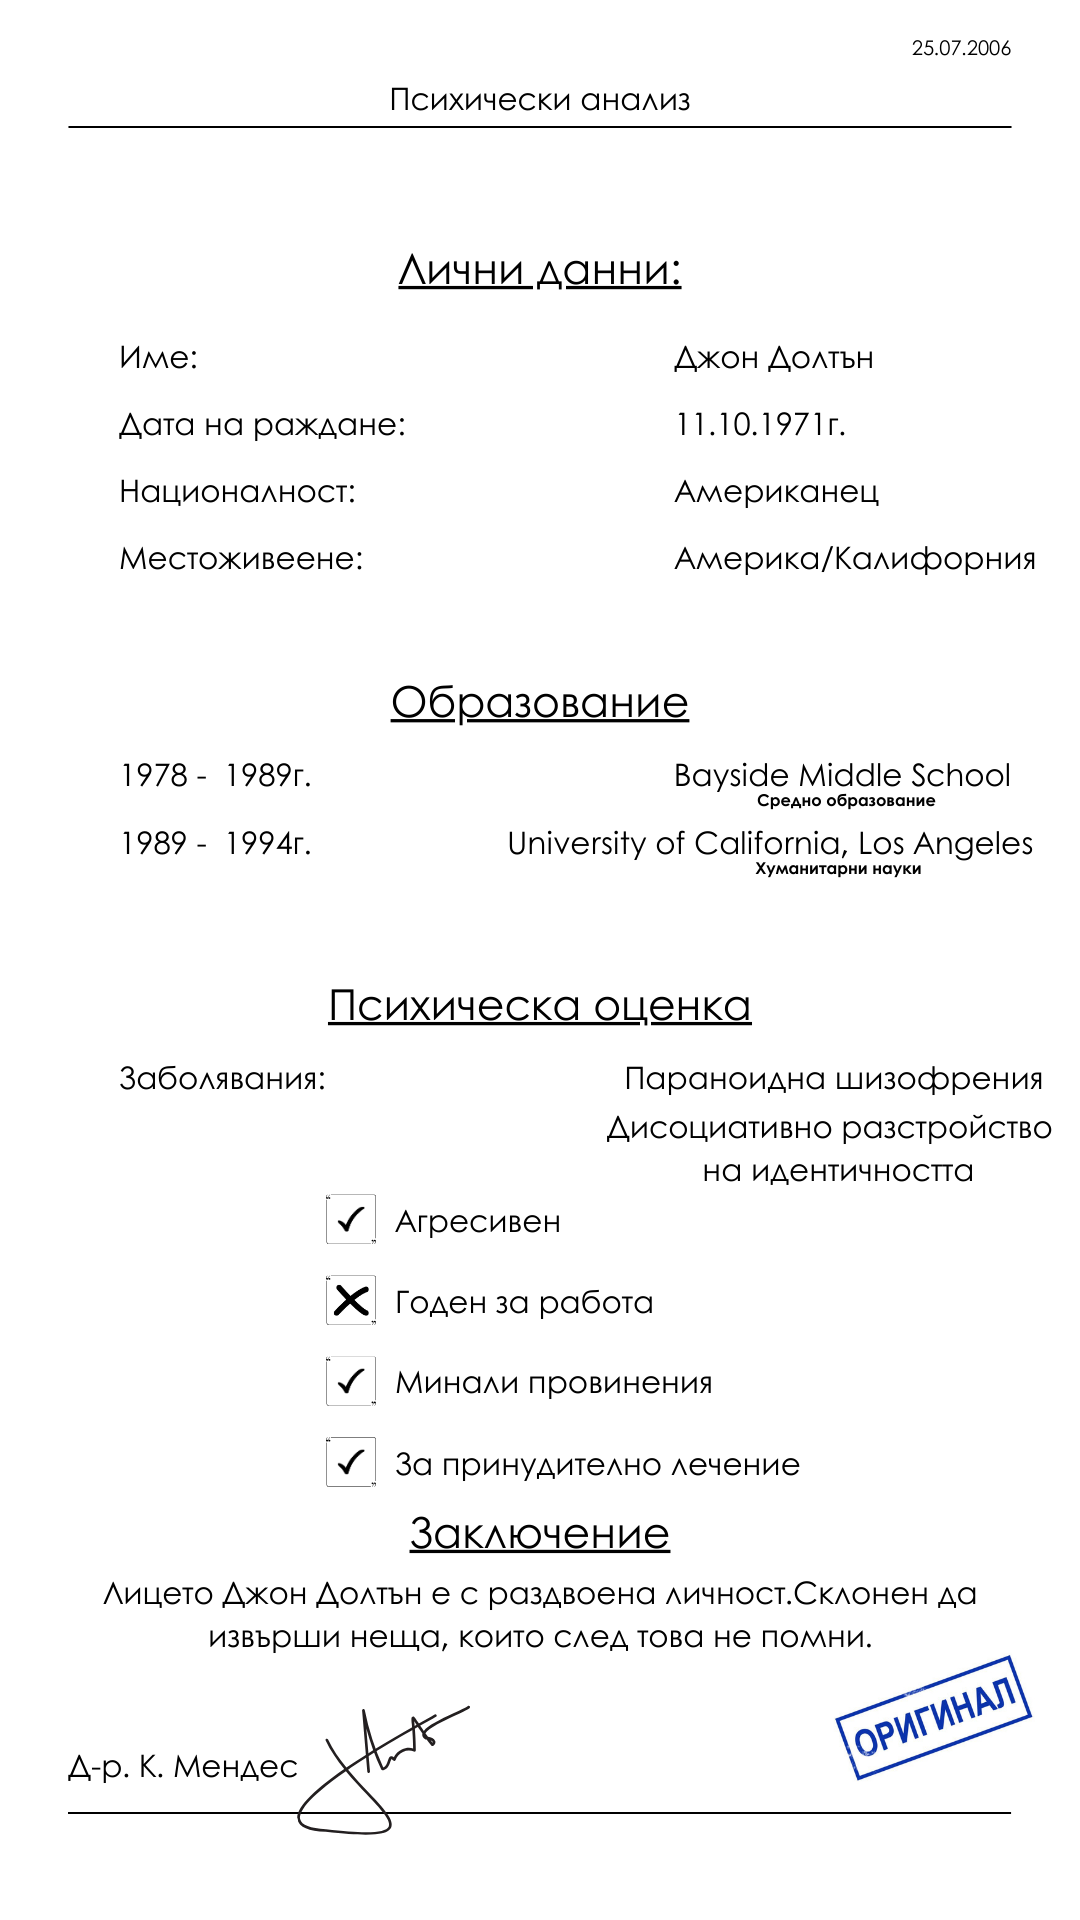 25.07.2006
Психически анализ
Лични данни:
Име: Джон Долтън
Дата на раждане: 11.10.1971г.
Националност: Американец
Местоживеене: Америка/Калифорния
Образование
1978 - 1989г. Bayside Middle School
Средно образование
1989 - 1994г. University of California, Los Angeles
Хуманитарни науки
Психическа оценка
Заболявания: Параноидна шизофрения
Дисоциативно разстройство
на идентичността
Агресивен
Годен за работа
Минали провинения
За принудително лечение
Заключение
Лицето Джон Долтън е с раздвоена личност.Склонен да
извърши неща, които след това не помни.
ОРИГИНАЛ
Д-р. К. Мендес